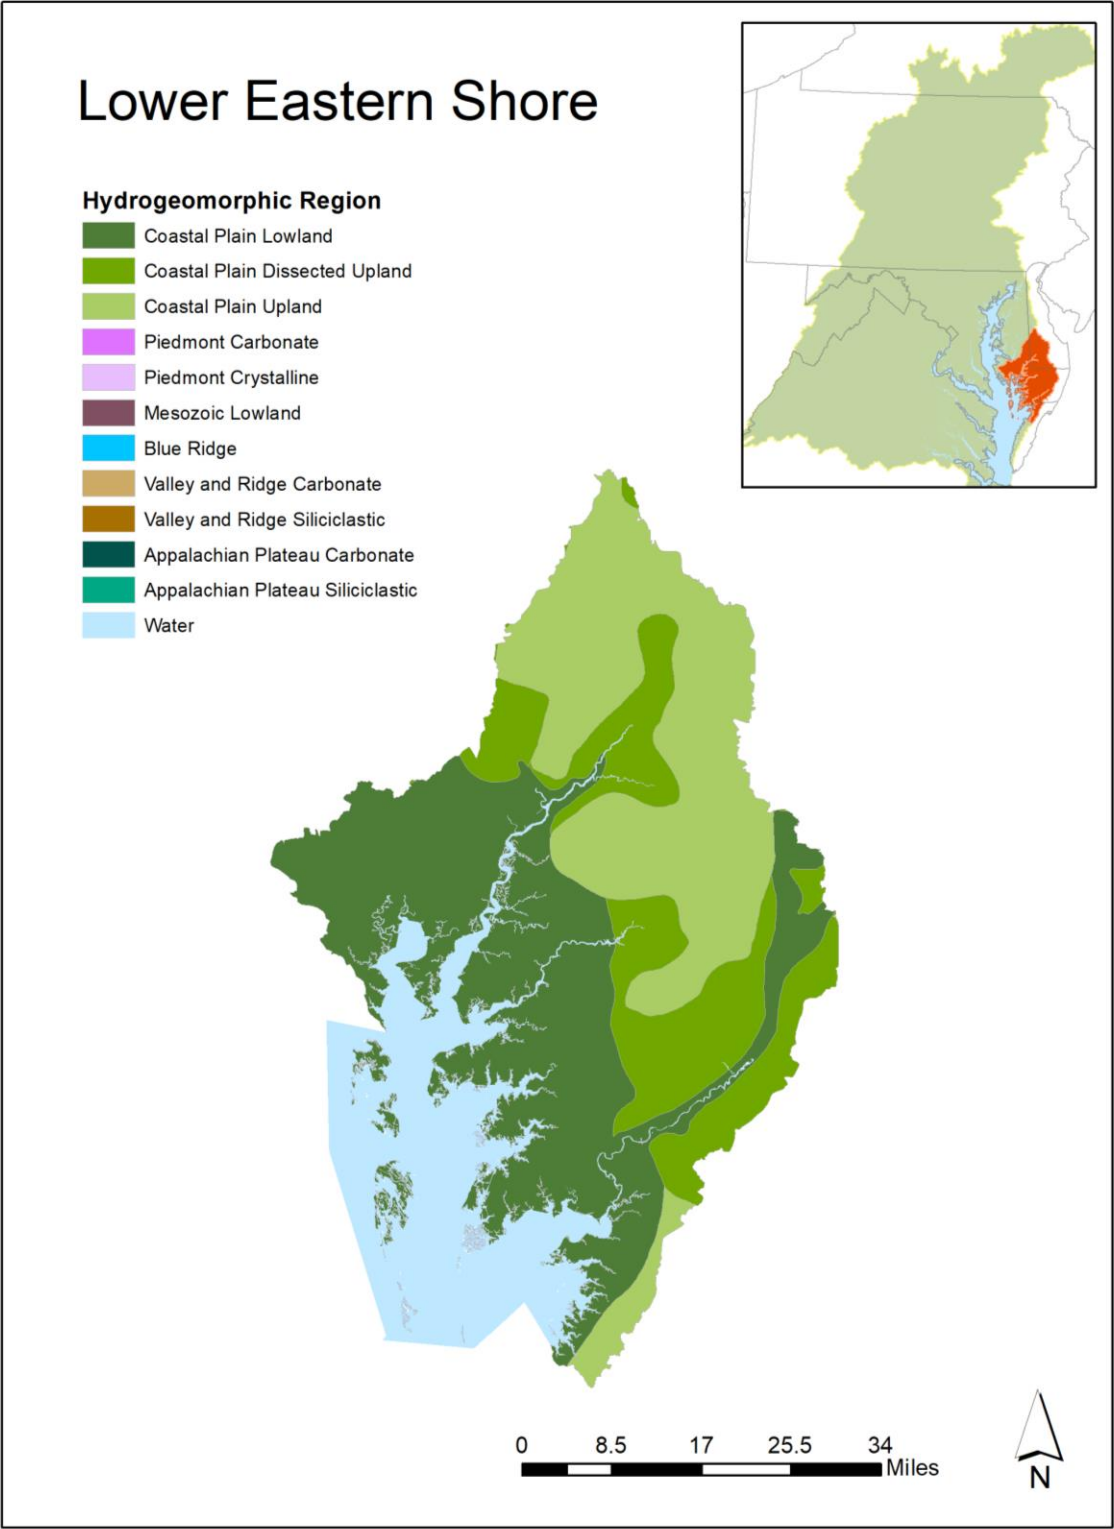 Lower Eastern Shore
Hydrogeomorphic Region
Coastal Plain Lowland
Coastal Plain Dissected Upland
Coastal Plain Upland
Piedmont Carbonate
Piedmont Crystalline
Mesozoic Lowland
Blue Ridge
Valley and Ridge Carbonate
Valley and Ridge Siliciclastic
Appalachian Plateau Carbonate
Appalachian Plateau Siliciclastic
Water
0 8.5 17 25.5 34
Miles
N